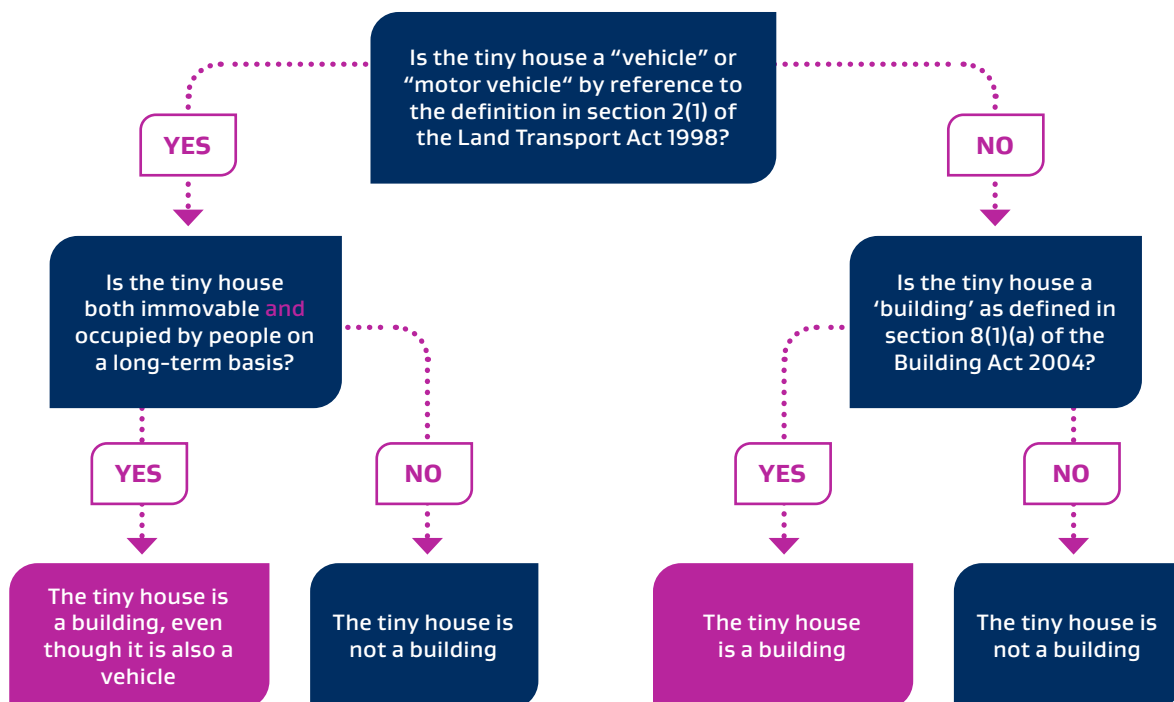 Is the tiny house a “vehicle” or
“motor vehicle“ by reference to
the definition in section 2(1) of
the Land Transport Act 1998?
YES
NO
Is the tiny house
both immovable and
occupied by people on
a long-term basis?
Is the tiny house a
‘building’ as defined in
section 8(1)(a) of the
Building Act 2004?
YES
NO
YES
NO
The tiny house is
a building, even
though it is also a
vehicle
The tiny house is
not a building
The tiny house
is a building
The tiny house is
not a building